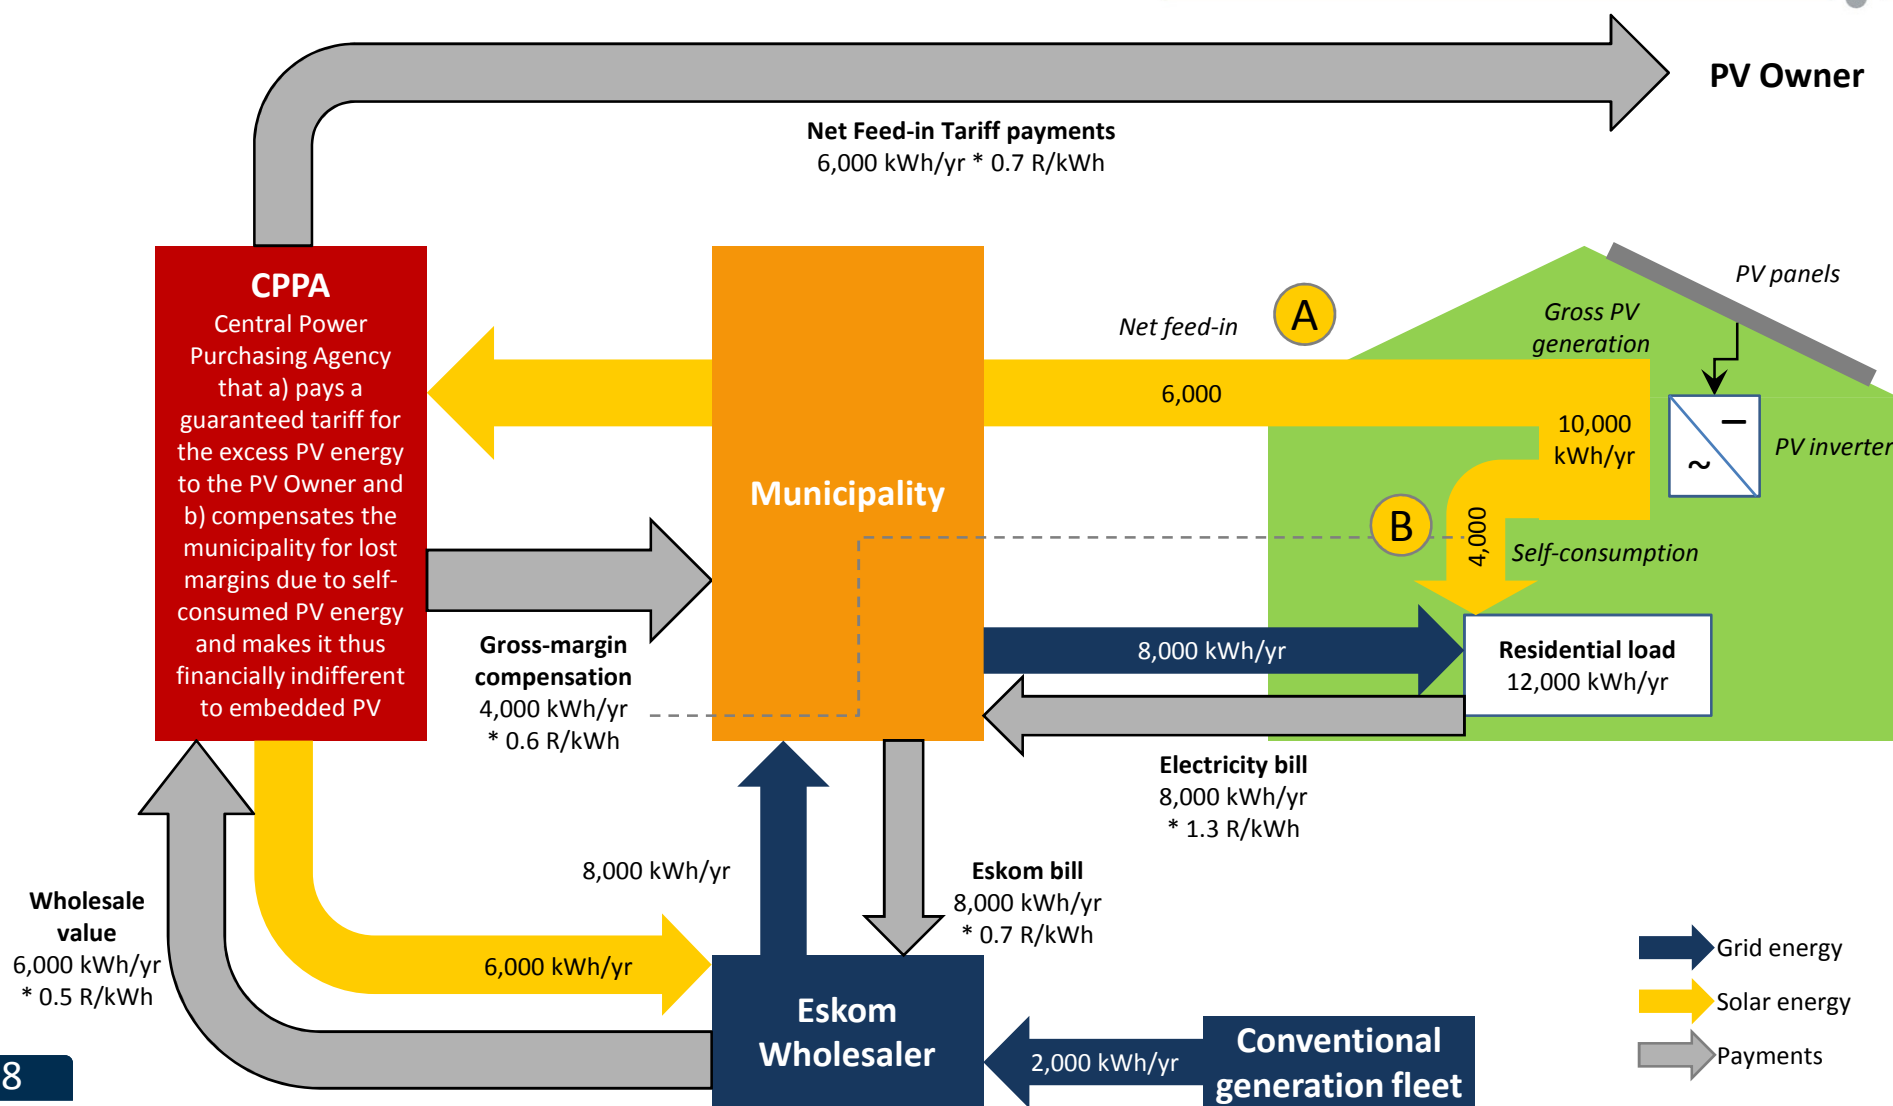 PV Owner
Net Feed-in Tariff payments
6,000 kWh/yr * 0.7 R/kWh
CPPA
Central Power
Purchasing Agency
that a) pays a
guaranteed tariff for
the excess PV energy
to the PV Owner and
b) compensates the
municipality for lost
margins due to self-
consumed PV energy
and makes it thus
financially indifferent
to embedded PV
Municipality
Net feed-in
A
6,000
Gross PV
generation
PV panels
10,000
kWh/yr
PV inverter
−
~
B
4,000
Self-consumption
Gross-margin
compensation
4,000 kWh/yr
* 0.6 R/kWh
8,000 kWh/yr
Residential load
12,000 kWh/yr
Electricity bill
8,000 kWh/yr
* 1.3 R/kWh
8,000 kWh/yr
Eskom bill
8,000 kWh/yr
* 0.7 R/kWh
Wholesale
value
6,000 kWh/yr
* 0.5 R/kWh
6,000 kWh/yr
Eskom
Wholesaler
2,000 kWh/yr
Conventional
generation fleet
Grid energy
Solar energy
Payments
8